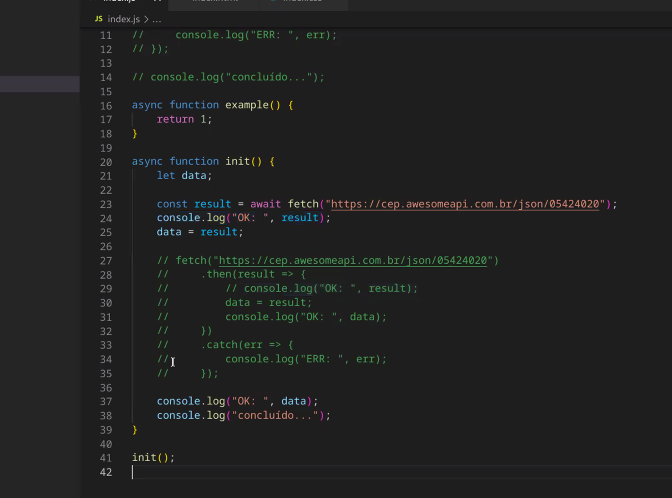 JS index.js > ...
11 //     console.log("ERR: ", err);
12 // });
13
14 // console.log("concluído...");
15
16 async function example() {
17     return 1;
18 }
19
20 async function init() {
21     let data;
22
23     const result = await fetch("https://cep.awesomeapi.com.br/json/05424020");
24     console.log("OK: ", result);
25     data = result;
26
27     // fetch("https://cep.awesomeapi.com.br/json/05424020")
28     //     .then(result => {
29     //         // console.log("OK: ", result);
30     //         data = result;
31     //         console.log("OK: ", data);
32     //     })
33     //     .catch(err => {
34     //         console.log("ERR: ", err);
35     //     });
36
37     console.log("OK: ", data);
38     console.log("concluído...");
39 }
40
41 init();
42